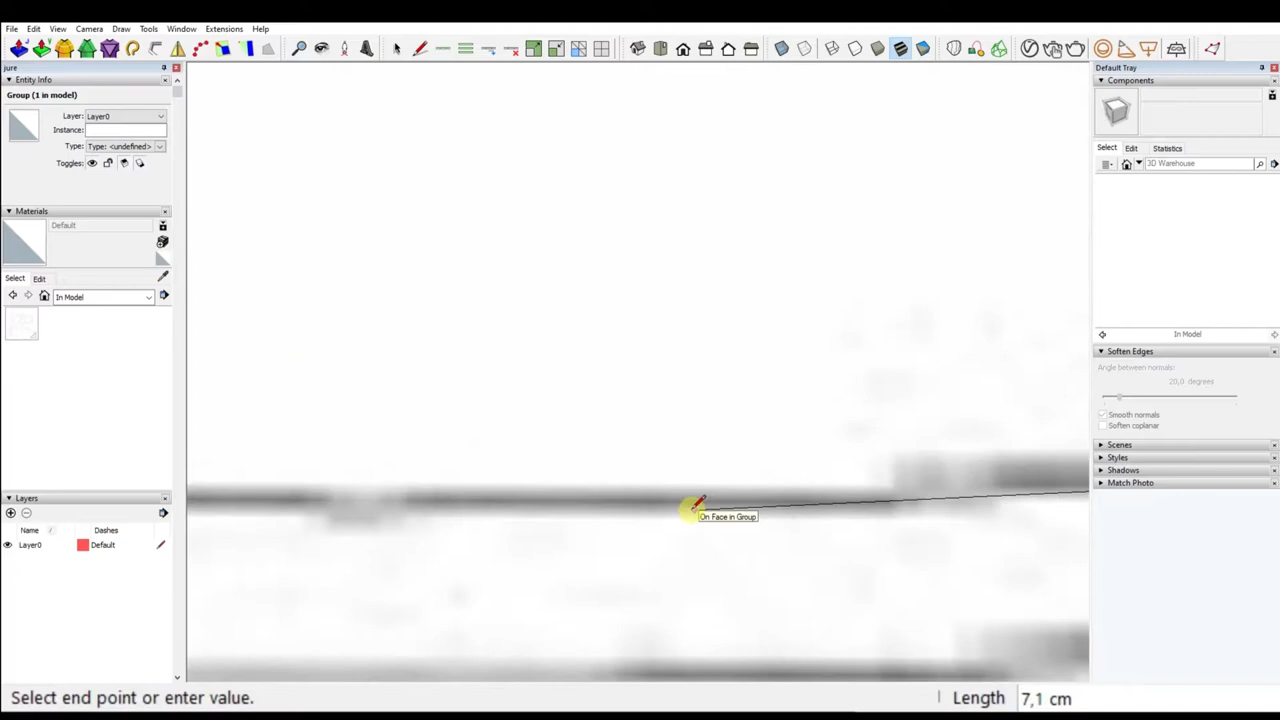 File Edit View Camera Draw Tools Window Extensions Help
jure
Entity Info
Group (1 in model)
Layer: Layer0
Instance:
Type: Type: <undefined>
Toggles:
Materials
Default
Select Edit
In Model
Layers
Name Dashes
Layer0 Default
On Face in Group
Default Tray
Components
Select Edit Statistics
3D Warehouse
In Model
Soften Edges
Angle between normals:
20,0 degrees
Smooth normals
Soften coplanar
Scenes
Styles
Shadows
Match Photo
Select end point or enter value. Length 7,1 cm